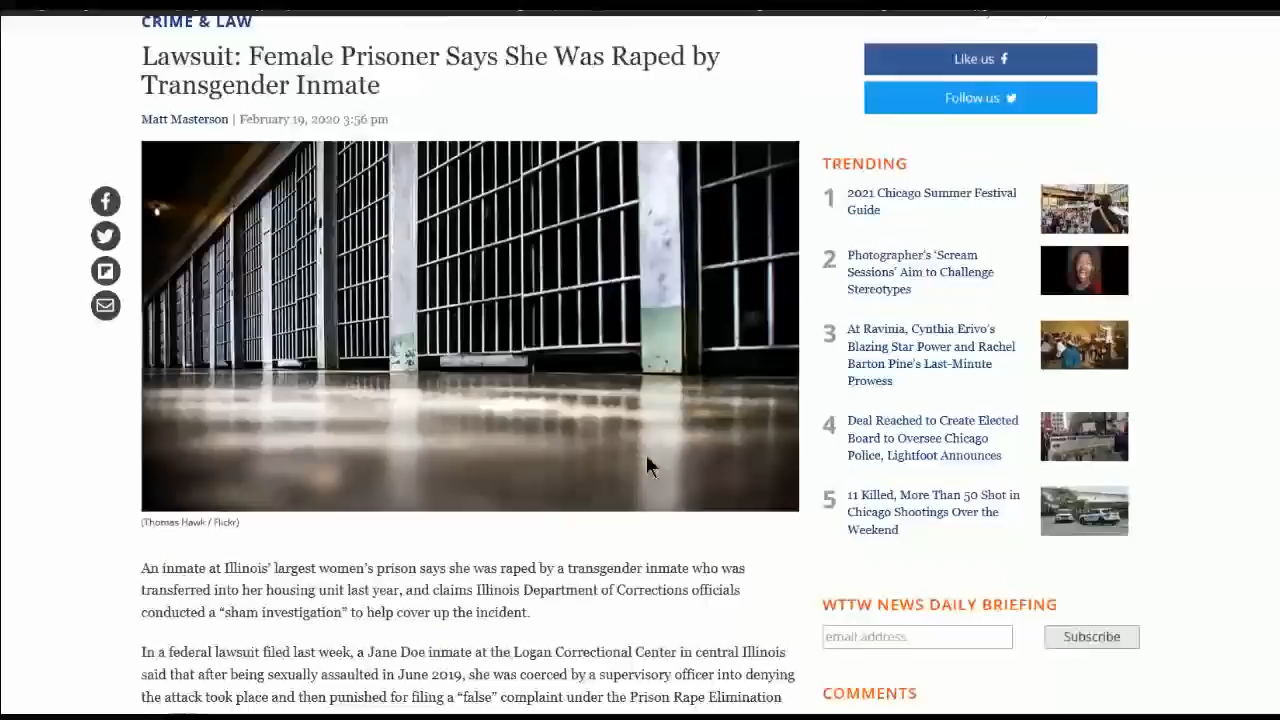 CRIME & LAW
Lawsuit: Female Prisoner Says She Was Raped by
Transgender Inmate
Matt Masterson | February 19, 2020 3:56 pm
(Thomas Hawk / Flickr)
An inmate at Illinois' largest women's prison says she was raped by a transgender inmate who was
transferred into her housing unit last year, and claims Illinois Department of Corrections officials
conducted a "sham investigation" to help cover up the incident.
In a federal lawsuit filed last week, a Jane Doe inmate at the Logan Correctional Center in central Illinois
said that after being sexually assaulted in June 2019, she was coerced by a supervisory officer into denying
the attack took place and then punished for filing a "false" complaint under the Prison Rape Elimination
Like us
Follow us
TRENDING
1 2021 Chicago Summer Festival
Guide
2 Photographer's 'Scream
Sessions' Aim to Challenge
Stereotypes
3 At Ravinia, Cynthia Erivo's
Blazing Star Power and Rachel
Barton Pine's Last-Minute
Prowess
4 Deal Reached to Create Elected
Board to Oversee Chicago
Police, Lightfoot Announces
5 11 Killed, More Than 50 Shot in
Chicago Shootings Over the
Weekend
WTTW NEWS DAILY BRIEFING
email address
Subscribe
COMMENTS